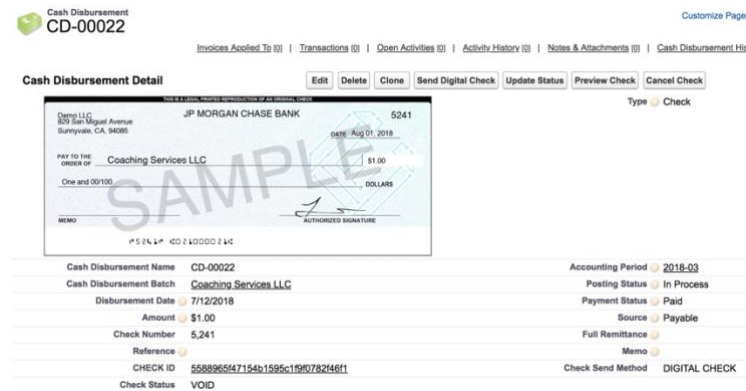 Cash Disbursement
CD-00022
Customize Page
Invoices Applied To [0] | Transactions [0] | Open Activities [0] | Activity History [0] | Notes & Attachments [0] | Cash Disbursement His
Cash Disbursement Detail
Edit Delete Clone Send Digital Check Update Status Preview Check Cancel Check
Type Check
THIS IS A LEGAL PRINTED REPRODUCTION OF AN ORIGINAL CHECK
Demo LLC
829 San Miguel Avenue
Sunnyvale, CA, 94085
JP MORGAN CHASE BANK
5241
DATE Aug 01, 2018
PAY TO THE
ORDER OF Coaching Services LLC $1.00
One and 00/100 DOLLARS
SAMPLE
MEMO AUTHORIZED SIGNATURE
Cash Disbursement Name CD-00022 Accounting Period 2018-03
Cash Disbursement Batch Coaching Services LLC Posting Status In Process
Disbursement Date 7/12/2018 Payment Status Paid
Amount $1.00 Source Payable
Check Number 5,241 Full Remittance
Reference Memo
CHECK ID 5588965f47154b1595c1f9f0782f46f1 Check Send Method DIGITAL CHECK
Check Status VOID